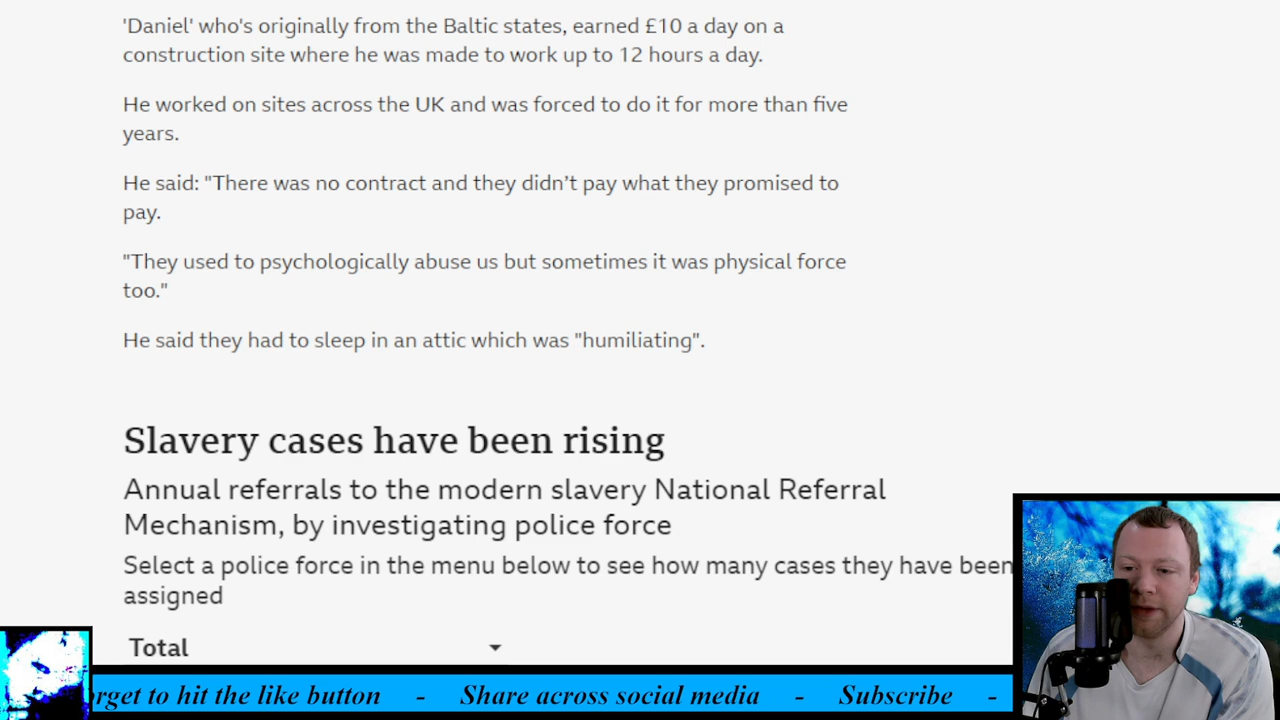 'Daniel' who's originally from the Baltic states, earned £10 a day on a
construction site where he was made to work up to 12 hours a day.
He worked on sites across the UK and was forced to do it for more than five
years.
He said: "There was no contract and they didn’t pay what they promised to
pay.
"They used to psychologically abuse us but sometimes it was physical force
too."
He said they had to sleep in an attic which was "humiliating".
Slavery cases have been rising
Annual referrals to the modern slavery National Referral
Mechanism, by investigating police force
Select a police force in the menu below to see how many cases they have been
assigned
Total
rget to hit the like button - Share across social media - Subscribe -